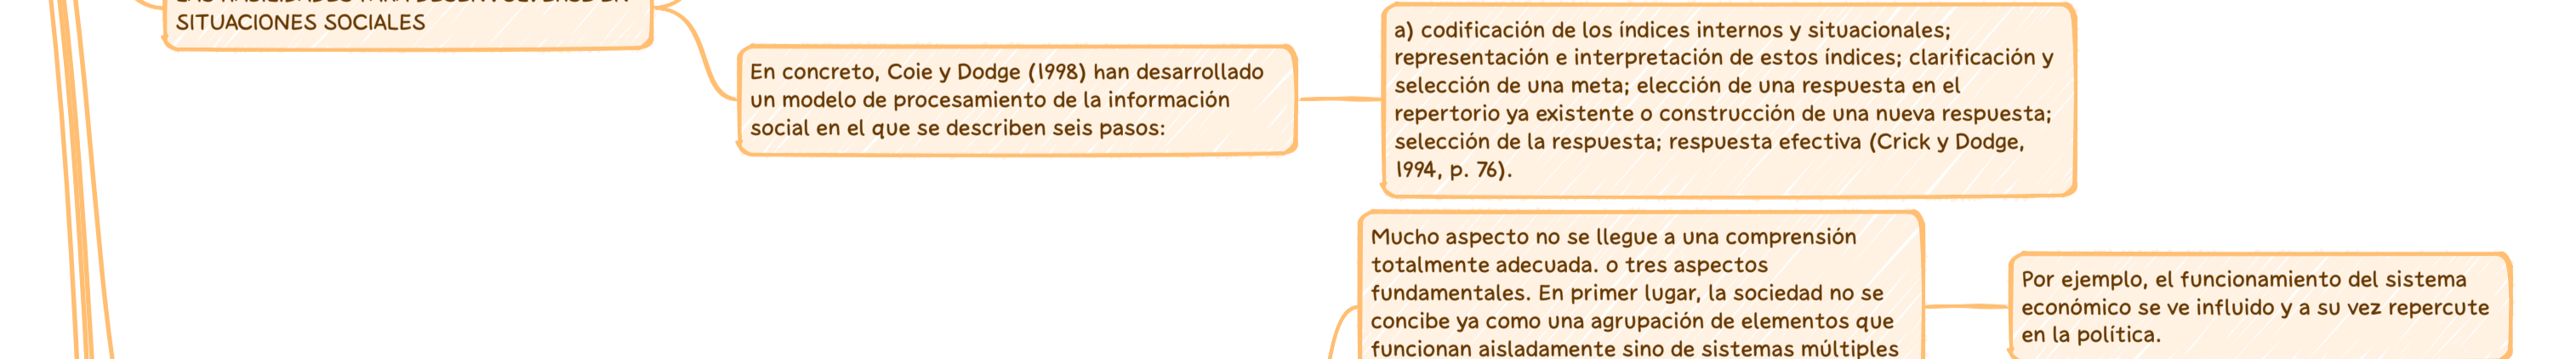 SITUACIONES SOCIALES
En concreto, Coie y Dodge (1998) han desarrollado
un modelo de procesamiento de la información
social en el que se describen seis pasos:
a) codificación de los índices internos y situacionales;
representación e interpretación de estos índices; clarificación y
selección de una meta; elección de una respuesta en el
repertorio ya existente o construcción de una nueva respuesta;
selección de la respuesta; respuesta efectiva (Crick y Dodge,
1994, p. 76).
Mucho aspecto no se llegue a una comprensión
totalmente adecuada. o tres aspectos
fundamentales. En primer lugar, la sociedad no se
concibe ya como una agrupación de elementos que
funcionan aisladamente sino de sistemas múltiples
Por ejemplo, el funcionamiento del sistema
económico se ve influido y a su vez repercute
en la política.